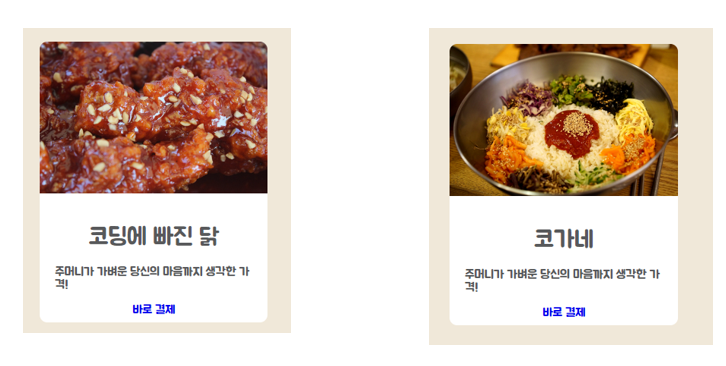 코딩에 빠진 닭
주머니가 가벼운 당신의 마음까지 생각한 가
격!
바로 결제
코가네
주머니가 가벼운 당신의 마음까지 생각한 가
격!
바로 결제